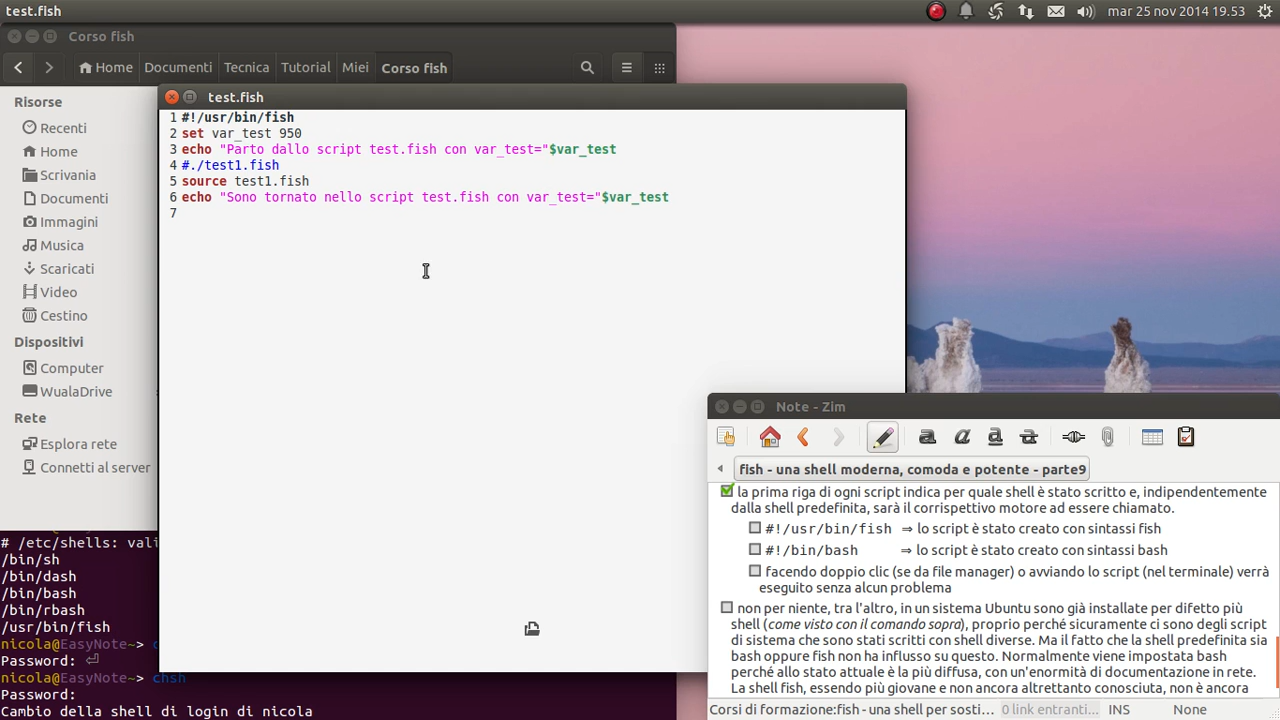 test.fish
mar 25 nov 2014 19.53
Corso fish
Home
Documenti
Tecnica
Tutorial
Miei
Corso fish
Risorse
Recenti
Home
Scrivania
Documenti
Immagini
Musica
Scaricati
Video
Cestino
Dispositivi
Computer
WualaDrive
Rete
Esplora rete
Connetti al server
test.fish
1 #!/usr/bin/fish
2 set var_test 950
3 echo "Parto dallo script test.fish con var_test="$var_test
4 #./test1.fish
5 source test1.fish
6 echo "Sono tornato nello script test.fish con var_test="$var_test
7
# /etc/shells: vali
/bin/sh
/bin/dash
/bin/bash
/bin/rbash
/usr/bin/fish
nicola@EasyNote~> c
Password: ⏎
nicola@EasyNote~> chsh
Password:
Cambio della shell di login di nicola
Note - Zim
fish - una shell moderna, comoda e potente - parte9
la prima riga di ogni script indica per quale shell è stato scritto e, indipendentemente
dalla shell predefinita, sarà il corrispettivo motore ad essere chiamato.
#!/usr/bin/fish ⇒ lo script è stato creato con sintassi fish
#!/bin/bash ⇒ lo script è stato creato con sintassi bash
facendo doppio clic (se da file manager) o avviando lo script (nel terminale) verrà
eseguito senza alcun problema
non per niente, tra l'altro, in un sistema Ubuntu sono già installate per difetto più
shell (come visto con il comando sopra), proprio perché sicuramente ci sono degli script
di sistema che sono stati scritti con shell diverse. Ma il fatto che la shell predefinita sia
bash oppure fish non ha influsso su questo. Normalmente viene impostata bash
perché allo stato attuale è la più diffusa, con un'enormità di documentazione in rete.
La shell fish, essendo più giovane e non ancora altrettanto conosciuta, non è ancora
Corsi di formazione:fish - una shell per sosti...
0 link entranti...
INS
None